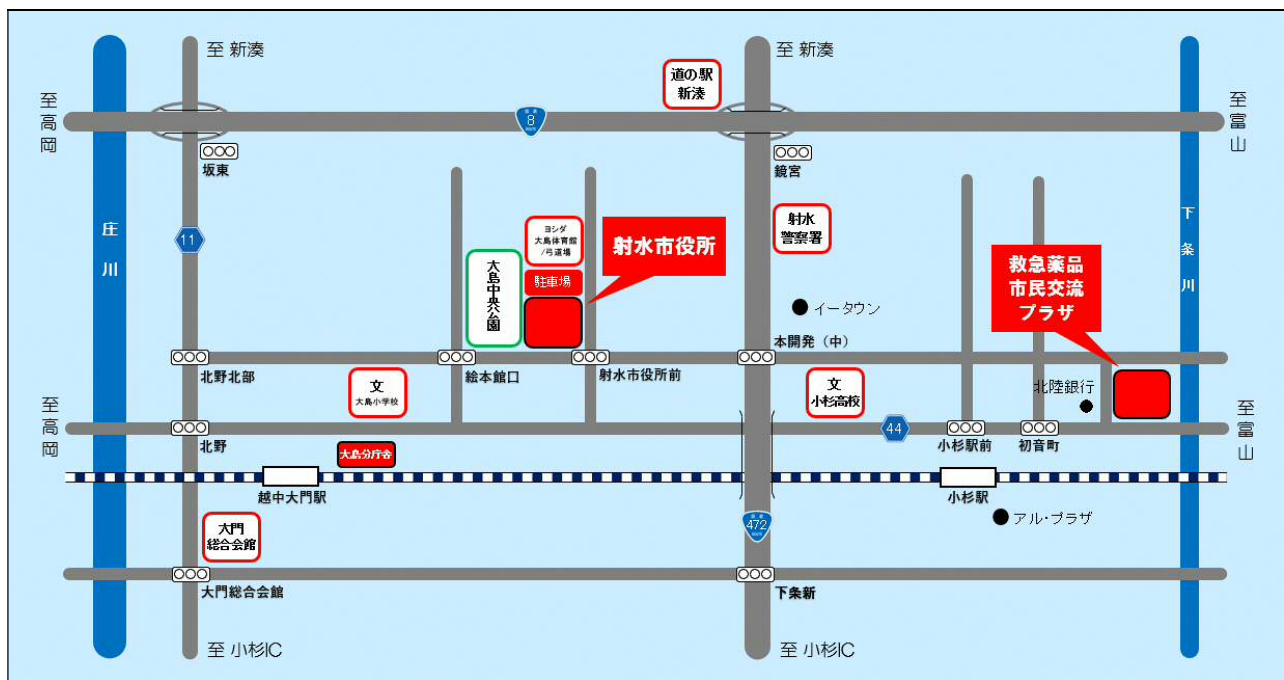 至 新湊
至 新湊
道の駅
新湊
至高岡
国道
8
ROUTE
至富山
坂東
鏡宮
庄川
11
ヨシダ
大島体育館
/弓道場
駐車場
大島中央公園
射水市役所
射水
警察署
下条川
救急薬品
市民交流
プラザ
イータウン
北野北部
絵本館口
射水市役所前
本開発（中）
文
大島小学校
文
小杉高校
北陸銀行
至高岡
北野
44
小杉駅前
初音町
至富山
大島分庁舎
越中大門駅
小杉駅
大門
総合会館
国道
472
ROUTE
アル・プラザ
大門総合会館
下条新
至 小杉IC
至 小杉IC